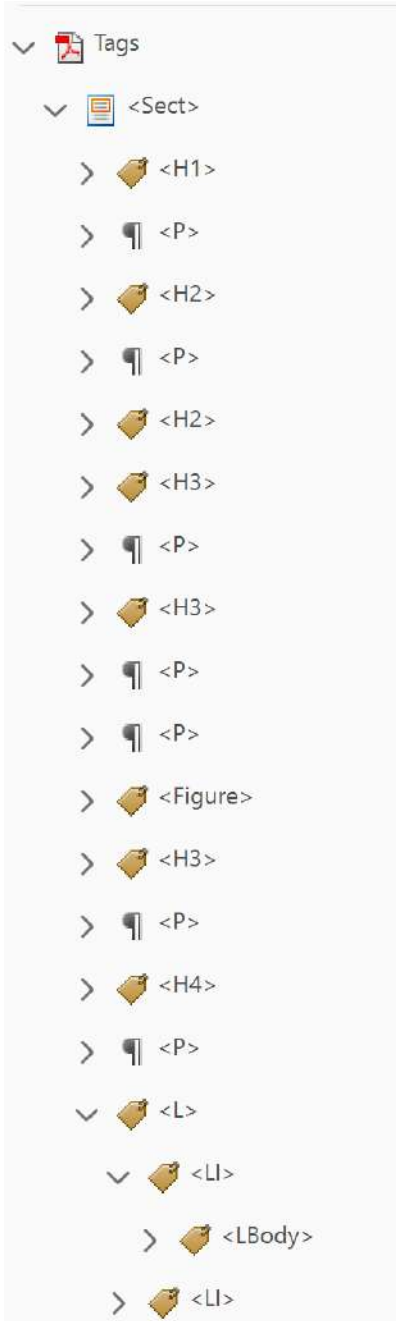 Tags
<Sect>
<H1>
<P>
<H2>
<P>
<H2>
<H3>
<P>
<H3>
<P>
<P>
<Figure>
<H3>
<P>
<H4>
<P>
<L>
<LI>
<LBody>
<LI>